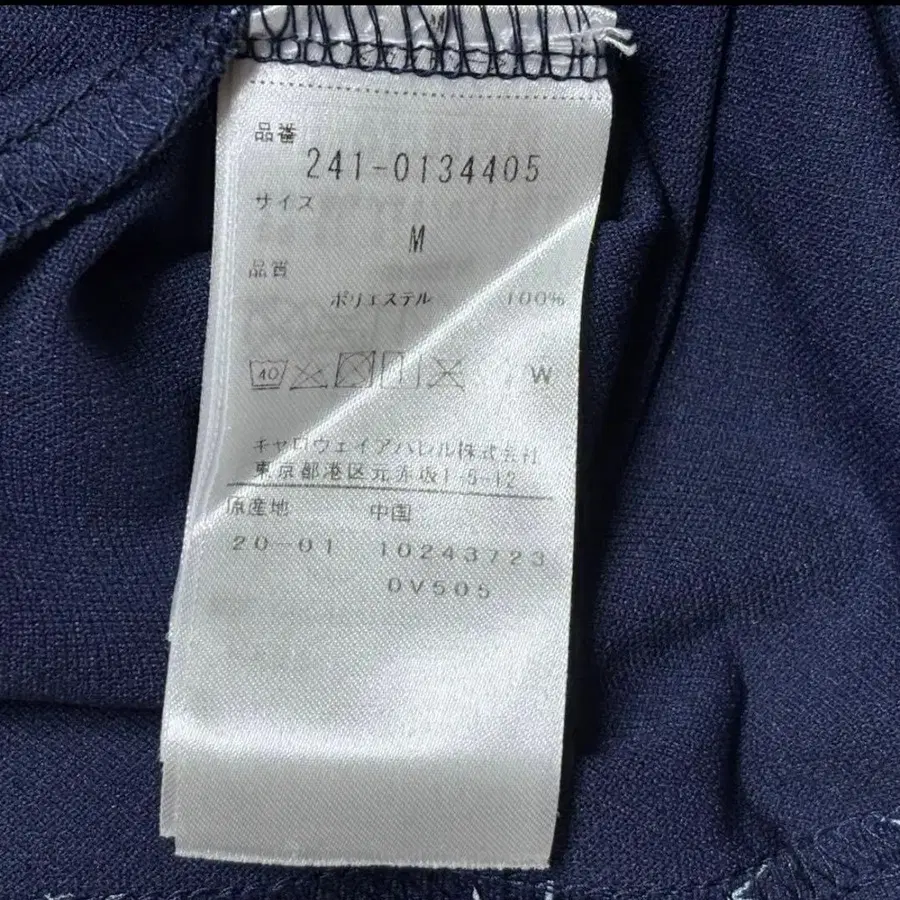 品番
241-0134405
サイズ
M
品質
ポリエステル 100%
40 W
キャロウェイアパレル株式会社
東京都港区元赤坂1-5-12
原産地 中国
20-01 10243723
0V505